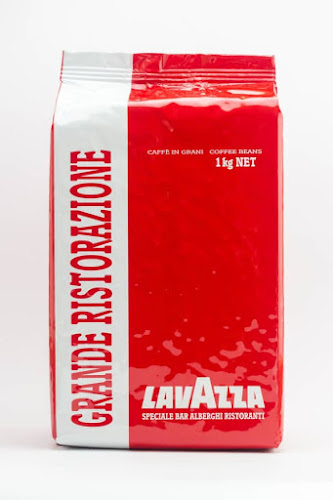 GRANDE RISTORAZIONE
CAFFÈ IN GRANI COFFEE BEANS
1 kg NET
LAVAZZA
SPECIALE BAR ALBERGHI RISTORANTI